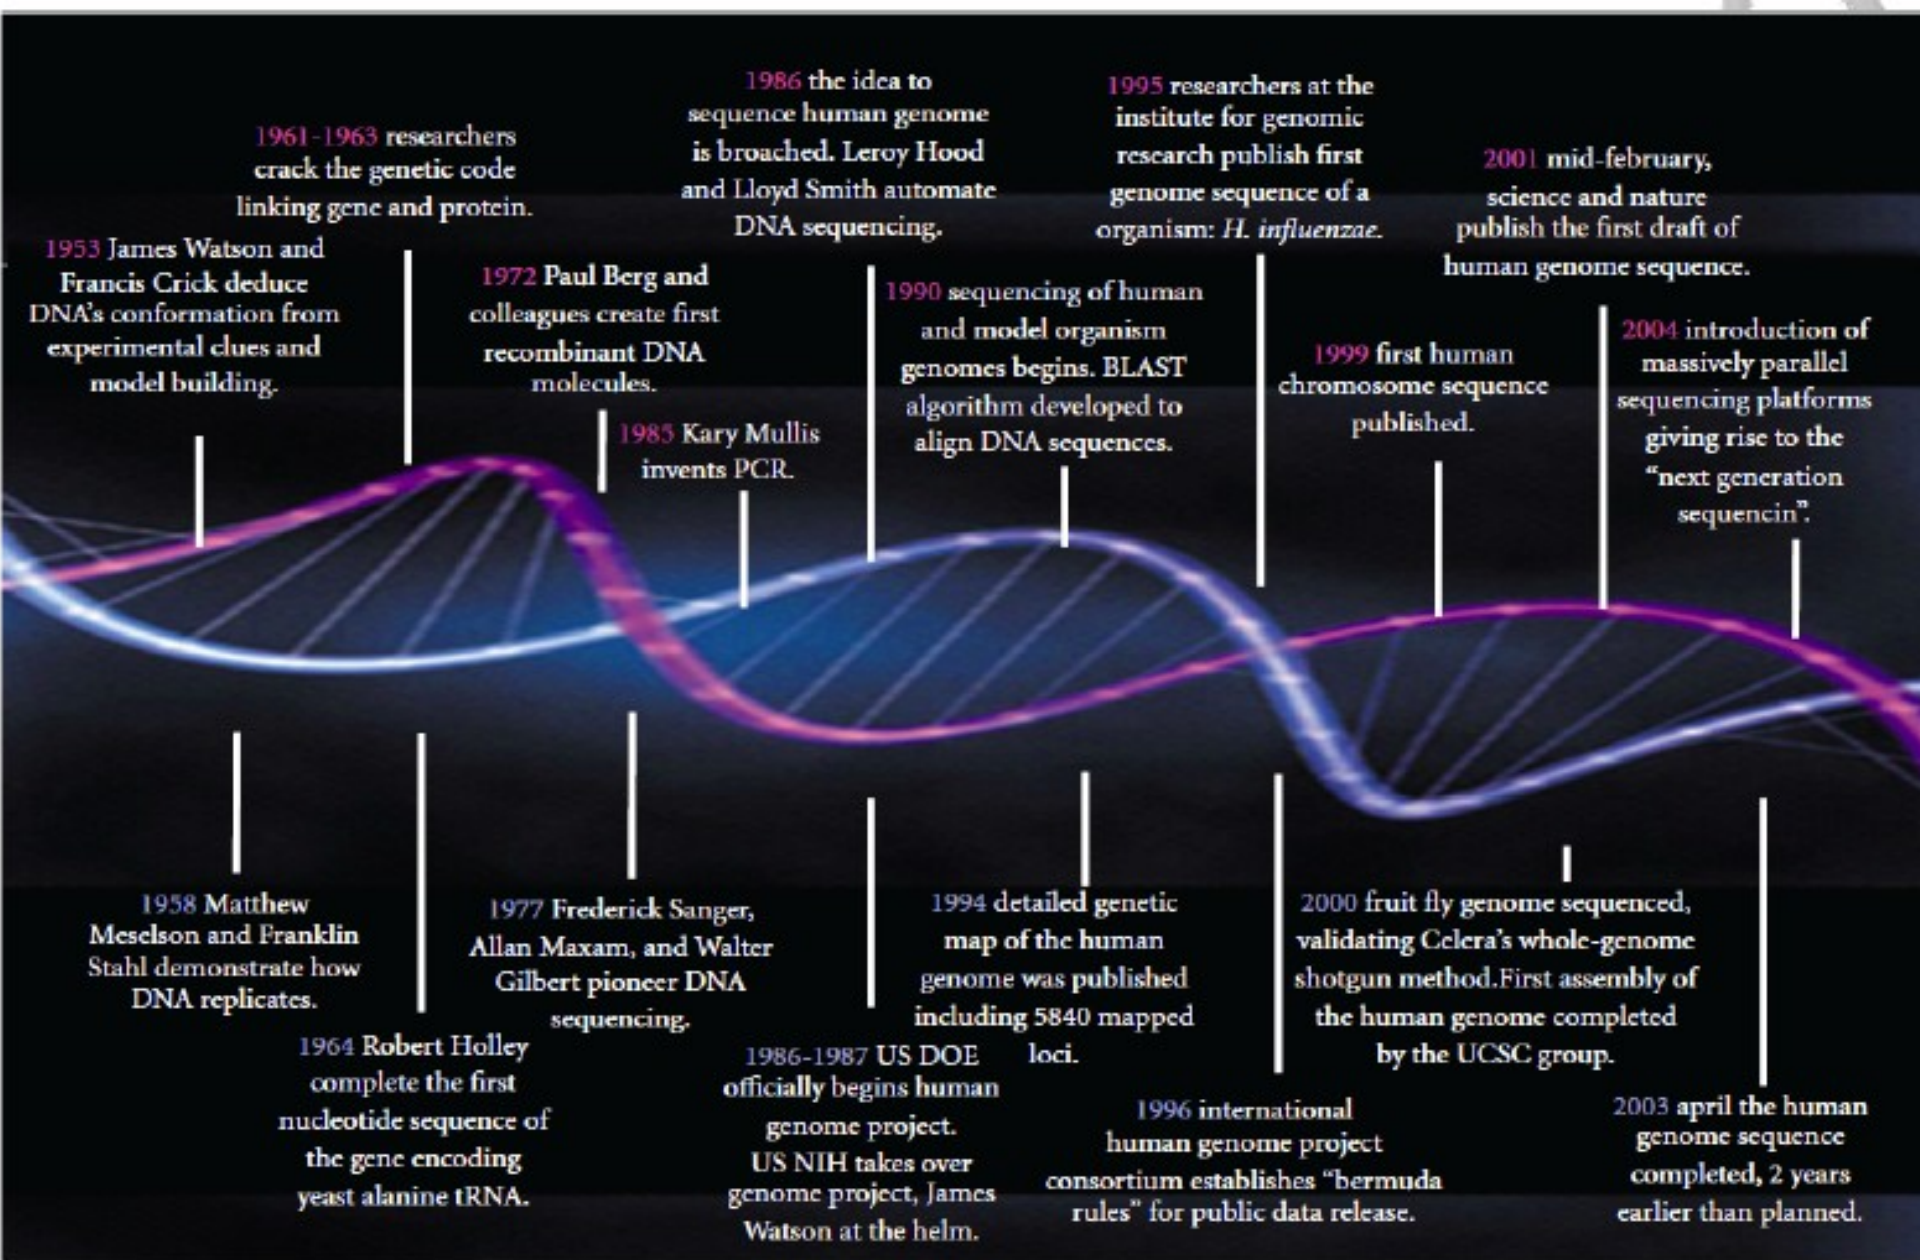 1953 James Watson and
Francis Crick deduce
DNA's conformation from
experimental clues and
model building.
1961-1963 researchers
crack the genetic code
linking gene and protein.
1972 Paul Berg and
colleagues create first
recombinant DNA
molecules.
1985 Kary Mullis
invents PCR.
1986 the idea to
sequence human genome
is broached. Leroy Hood
and Lloyd Smith automate
DNA sequencing.
1990 sequencing of human
and model organism
genomes begins. BLAST
algorithm developed to
align DNA sequences.
1995 researchers at the
institute for genomic
research publish first
genome sequence of a
organism: H. influenzae.
1999 first human
chromosome sequence
published.
2001 mid-february,
science and nature
publish the first draft of
human genome sequence.
2004 introduction of
massively parallel
sequencing platforms
giving rise to the
“next generation
sequencin”.
1958 Matthew
Meselson and Franklin
Stahl demonstrate how
DNA replicates.
1964 Robert Holley
complete the first
nucleotide sequence of
the gene encoding
yeast alanine tRNA.
1977 Frederick Sanger,
Allan Maxam, and Walter
Gilbert pioneer DNA
sequencing.
1986-1987 US DOE
officially begins human
genome project.
US NIH takes over
genome project, James
Watson at the helm.
1994 detailed genetic
map of the human
genome was published
including 5840 mapped
loci.
1996 international
human genome project
consortium establishes “bermuda
rules” for public data release.
2000 fruit fly genome sequenced,
validating Celera's whole-genome
shotgun method.First assembly of
the human genome completed
by the UCSC group.
2003 april the human
genome sequence
completed, 2 years
earlier than planned.